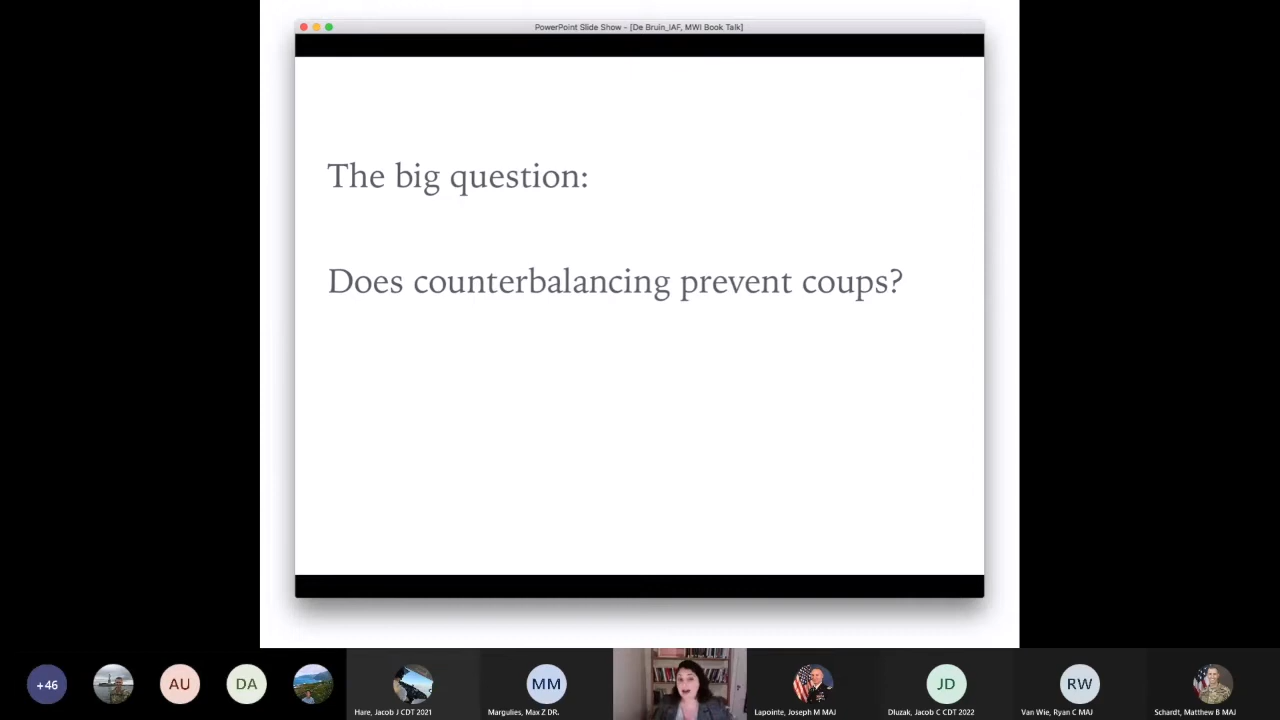 PowerPoint Slide Show - [De Bruin_IAF, MWI Book Talk]
The big question:
Does counterbalancing prevent coups?
+46
AU
DA
MM
JD
RW
Hare, Jacob J CDT 2021
Margulies, Max Z DR.
Lapointe, Joseph M MAJ
Dluzak, Jacob C CDT 2022
Van Wie, Ryan C MAJ
Schardt, Matthew B MAJ